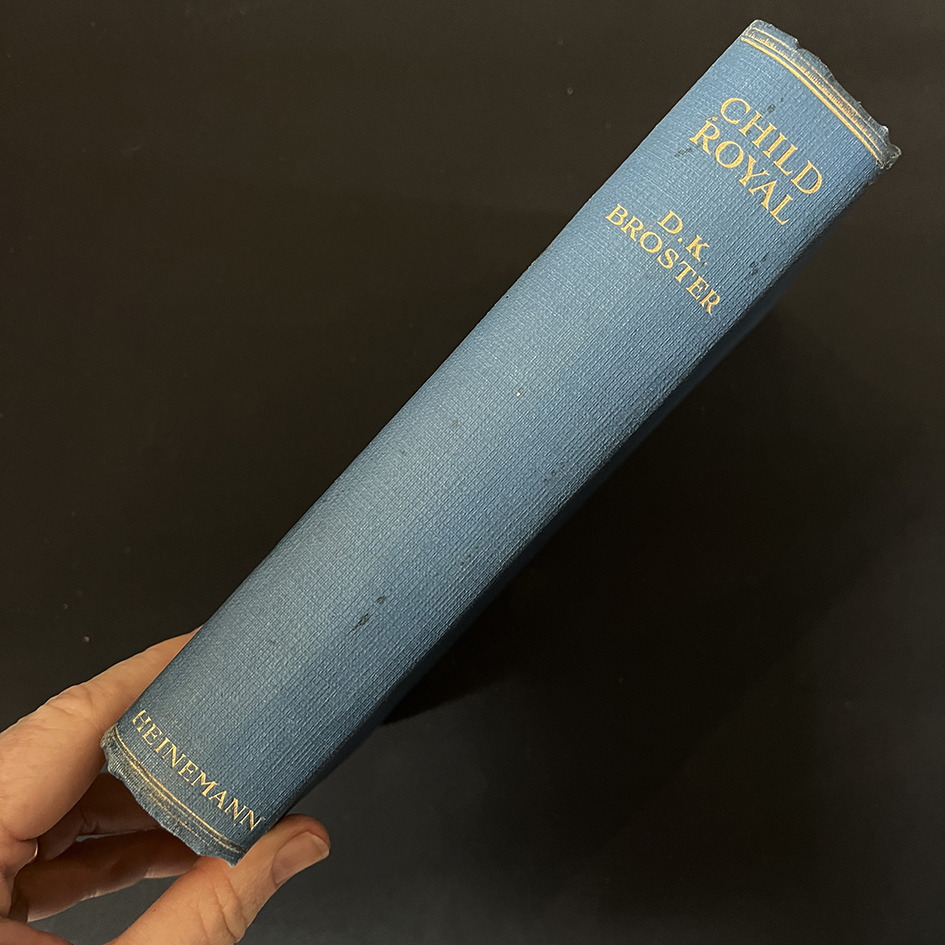 CHILD
ROYAL
D. K.
BROSTER
HEINEMANN